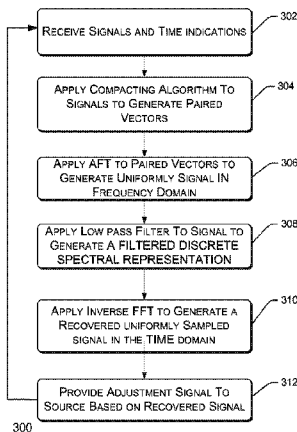 RECEIVE SIGNALS AND TIME INDICATIONS
302
APPLY COMPACTING ALGORITHM TO
SIGNALS TO GENERATE PAIRED
VECTORS
304
APPLY AFT TO PAIRED VECTORS TO
GENERATE UNIFORMLY SIGNAL IN
FREQUENCY DOMAIN
306
APPLY LOW PASS FILTER TO SIGNAL TO
GENERATE A FILTERED DISCRETE
SPECTRAL REPRESENTATION
308
APPLY INVERSE FFT TO GENERATE A
RECOVERED UNIFORMLY SAMPLED
SIGNAL IN THE TIME DOMAIN
310
PROVIDE ADJUSTMENT SIGNAL TO
SOURCE BASED ON RECOVERED SIGNAL
312
300